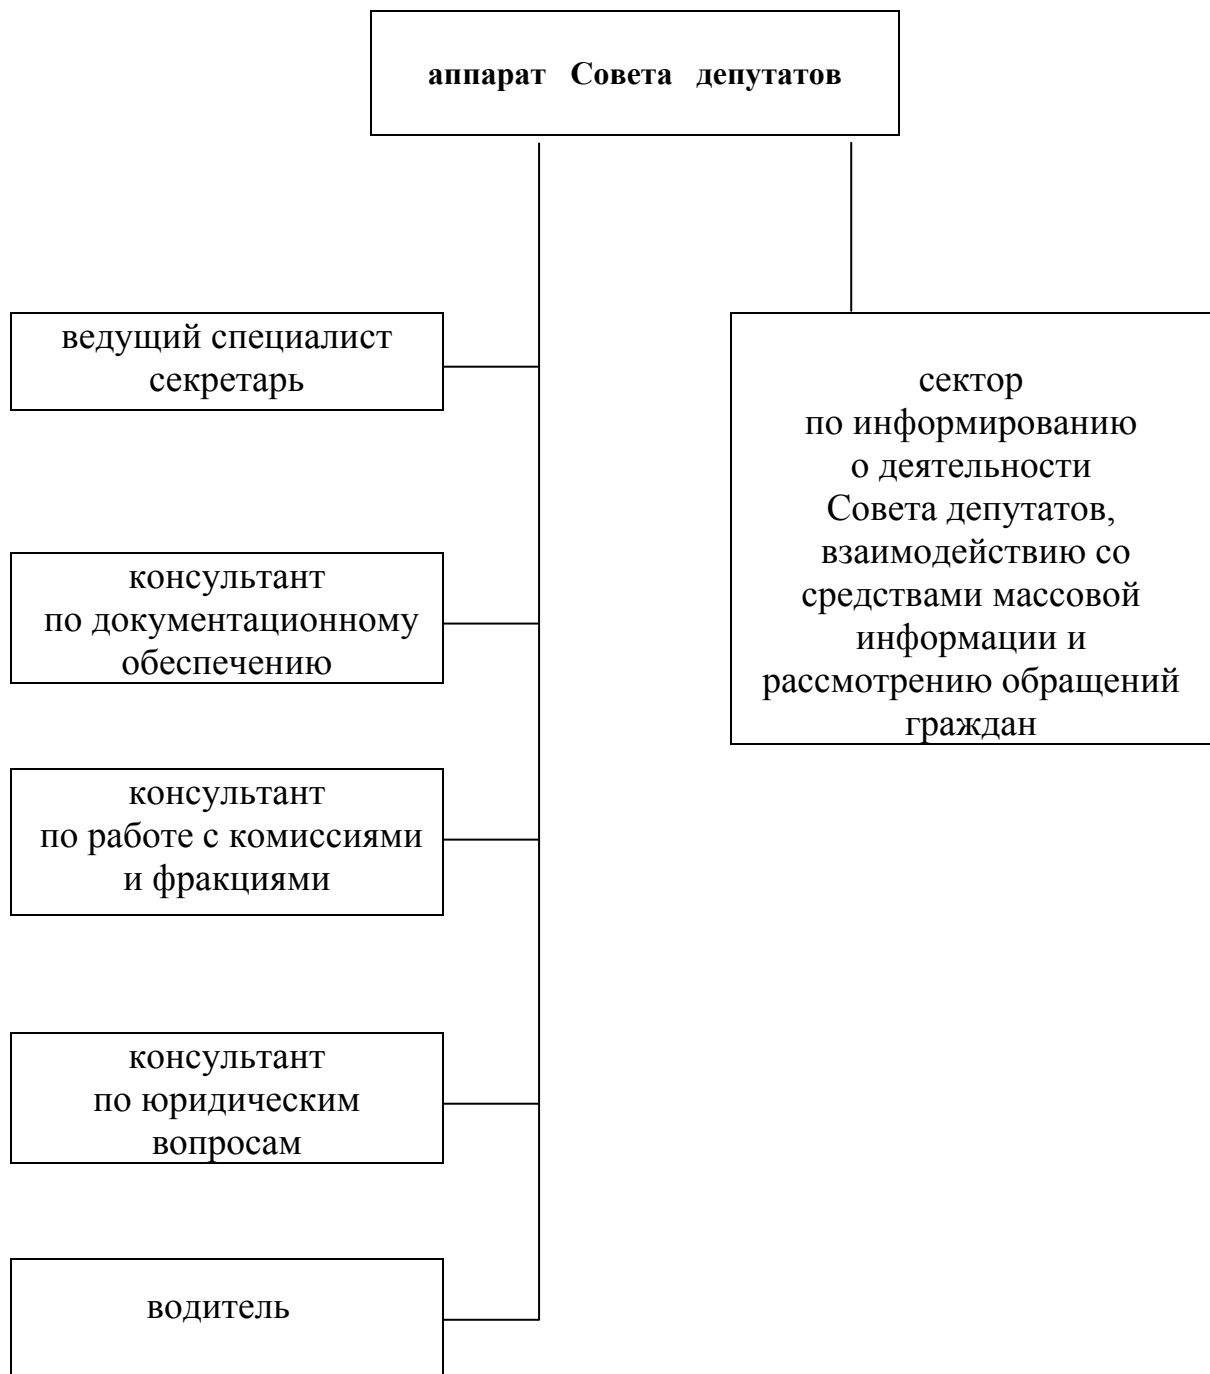 аппарат Совета депутатов
ведущий специалист
секретарь
сектор
по информированию
о деятельности
Совета депутатов,
взаимодействию со
средствами массовой
информации и
рассмотрению обращений
граждан
консультант
по документационному
обеспечению
консультант
по работе с комиссиями
и фракциями
консультант
по юридическим
вопросам
водитель